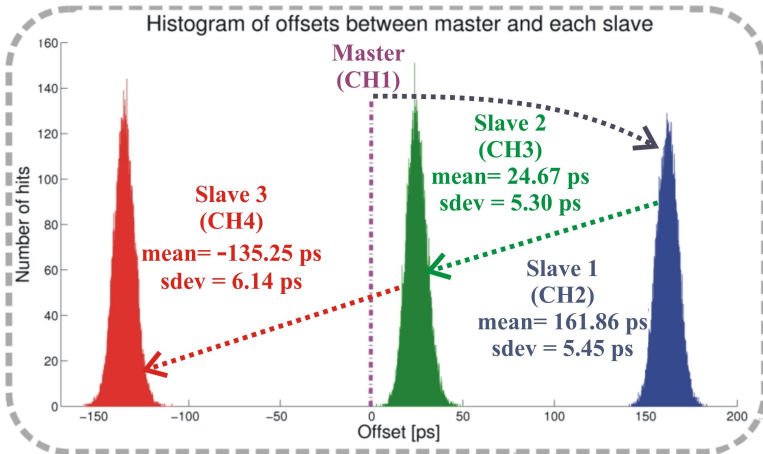 Histogram of offsets between master and each slave
Master
(CH1)
Slave 2
(CH3)
mean= 24.67 ps
sdev = 5.30 ps
Slave 3
(CH4)
mean= -135.25 ps
sdev = 6.14 ps
Slave 1
(CH2)
mean= 161.86 ps
sdev = 5.45 ps
Number of hits
160
140
120
100
80
60
40
20
0
−150
−100
−50
0
50
100
150
200
Offset [ps]